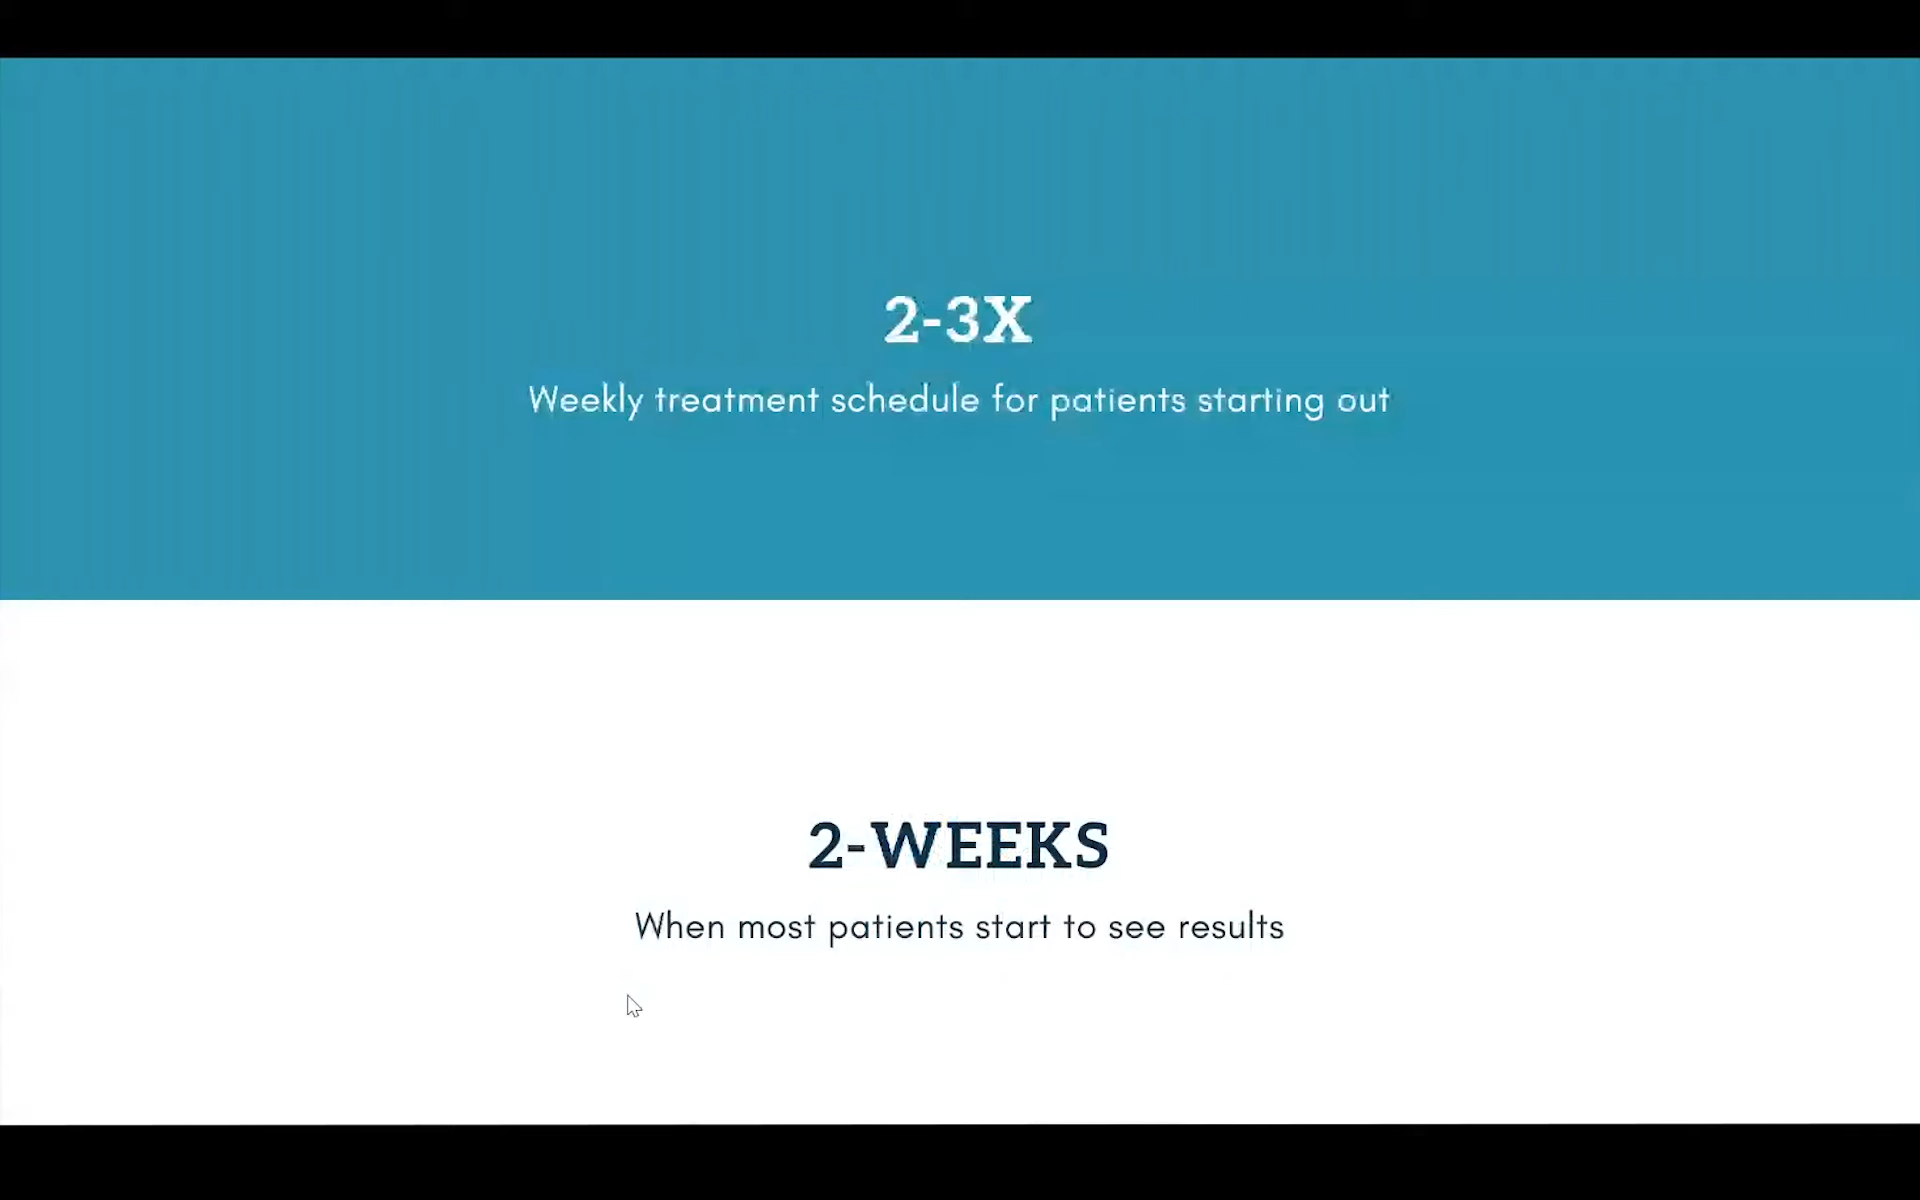 2-3X
Weekly treatment schedule for patients starting out
2-WEEKS
When most patients start to see results